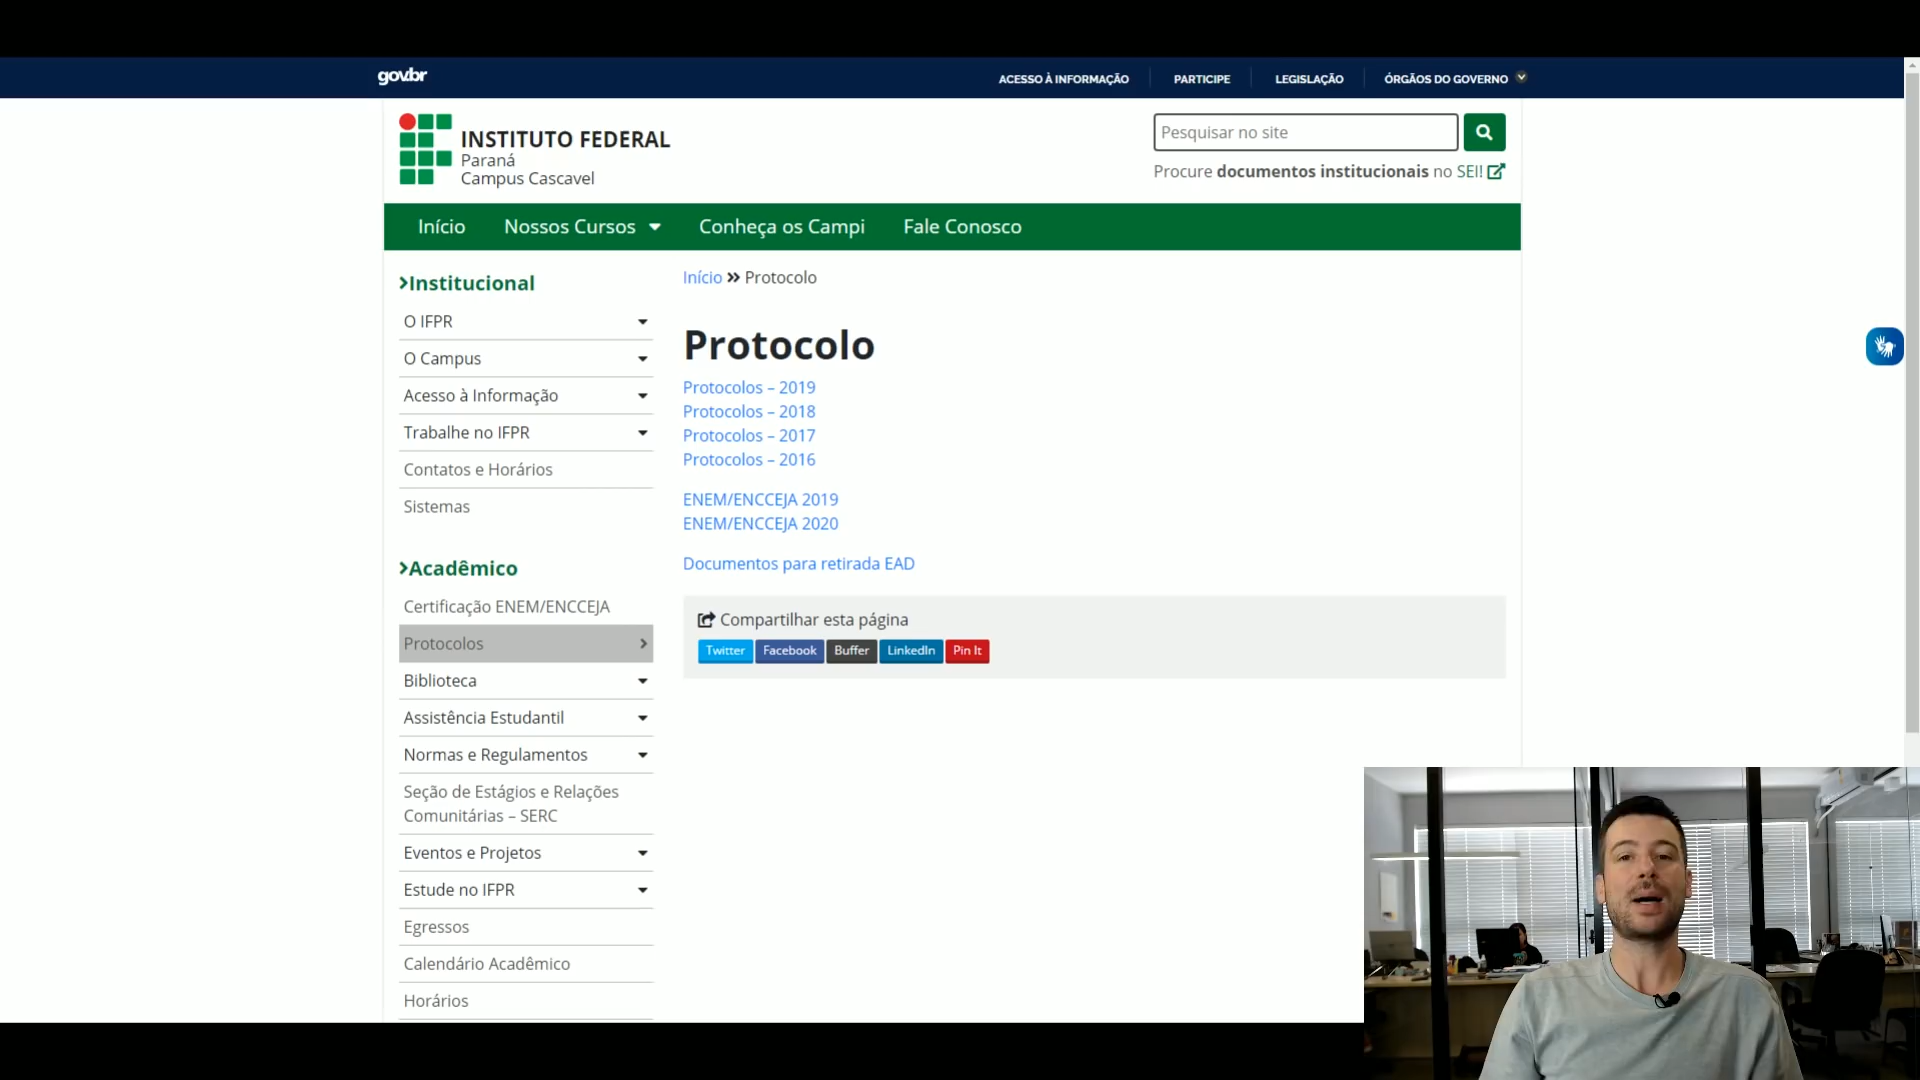 govbr
ACESSO À INFORMAÇÃO
PARTICIPE
LEGISLAÇÃO
ÓRGÃOS DO GOVERNO
INSTITUTO FEDERAL
Paraná
Campus Cascavel
Pesquisar no site
Procure documentos institucionais no SEI!
Início
Nossos Cursos
Conheça os Campi
Fale Conosco
Institucional
O IFPR
O Campus
Acesso à Informação
Trabalhe no IFPR
Contatos e Horários
Sistemas
Acadêmico
Certificação ENEM/ENCCEJA
Protocolos
Biblioteca
Assistência Estudantil
Normas e Regulamentos
Seção de Estágios e Relações
Comunitárias – SERC
Eventos e Projetos
Estude no IFPR
Egressos
Calendário Acadêmico
Horários
Início » Protocolo
Protocolo
Protocolos – 2019
Protocolos – 2018
Protocolos – 2017
Protocolos – 2016
ENEM/ENCCEJA 2019
ENEM/ENCCEJA 2020
Documentos para retirada EAD
Compartilhar esta página
Twitter
Facebook
Buffer
LinkedIn
Pin It